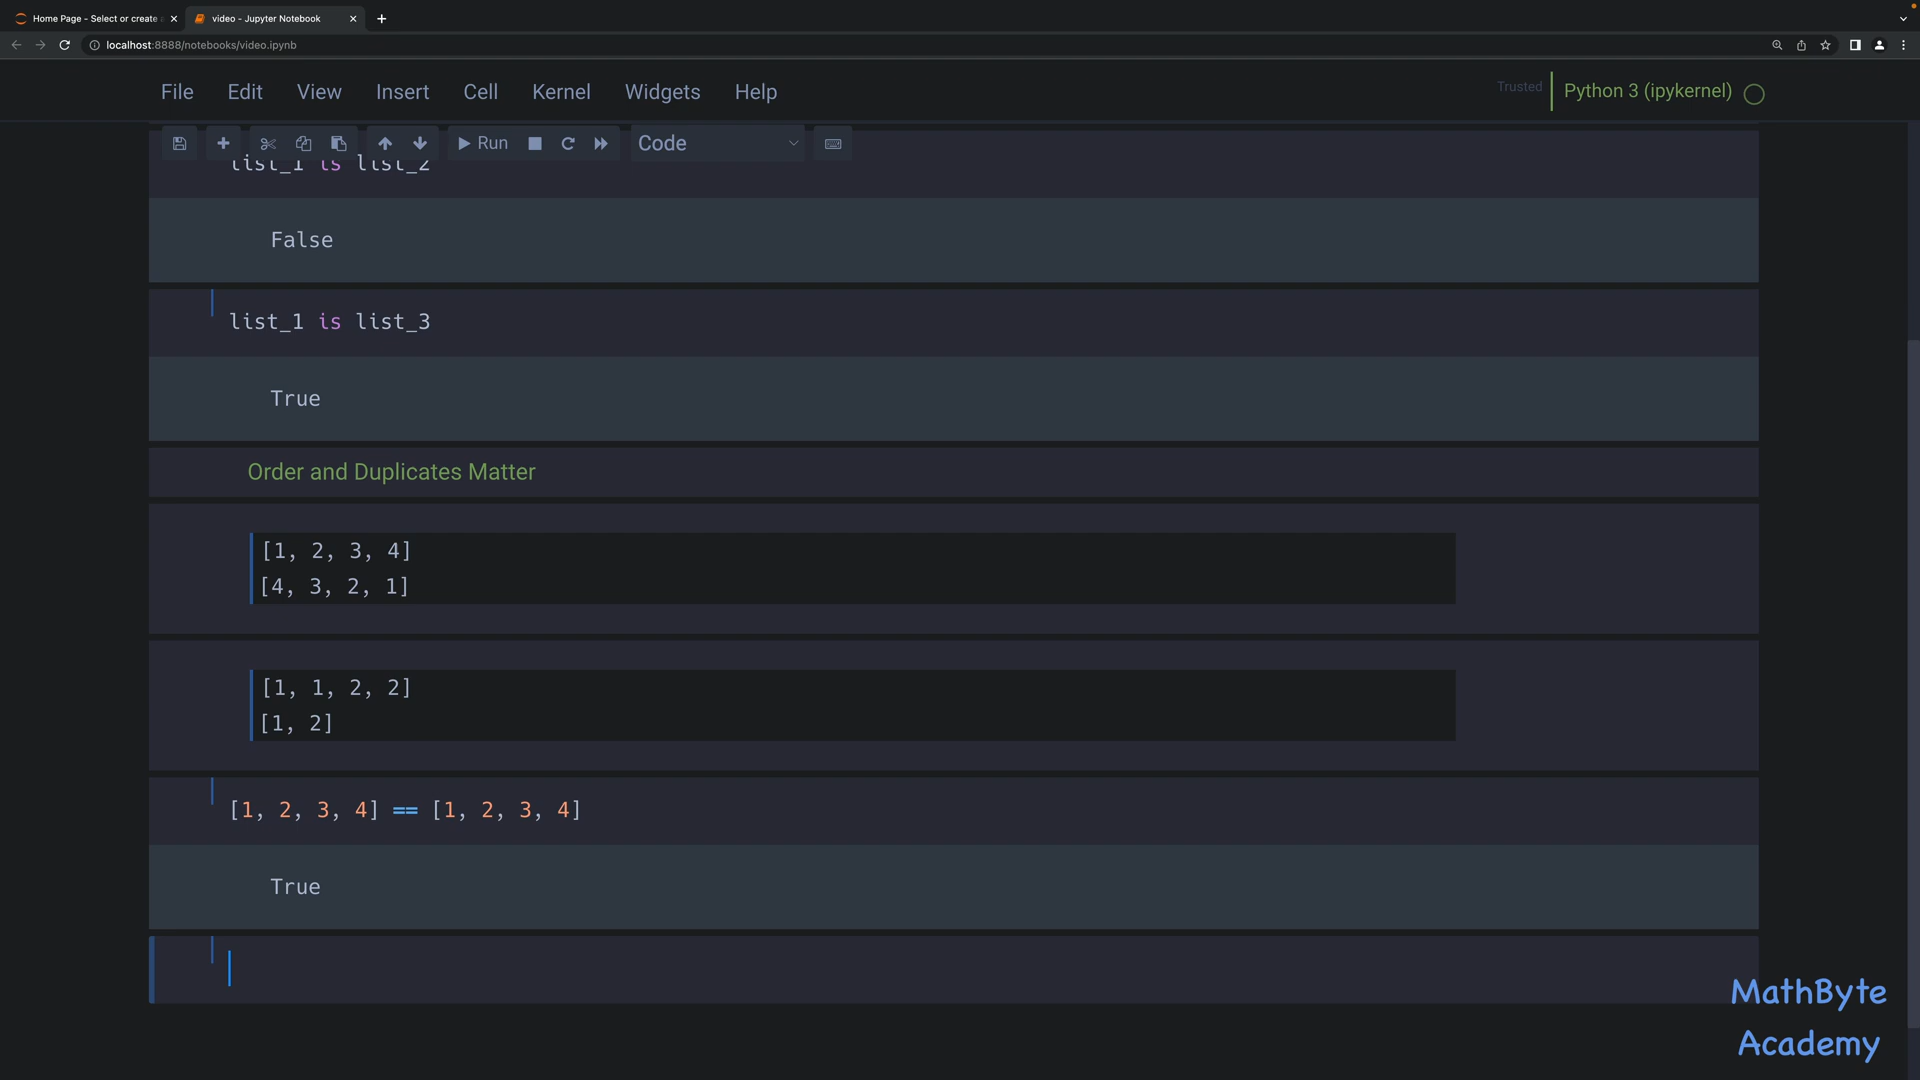 Home Page - Select or create
video - Jupyter Notebook
localhost:8888/notebooks/video.ipynb
File Edit View Insert Cell Kernel Widgets Help
Trusted
Python 3 (ipykernel)
Run
Code
list_1 is list_2
False
list_1 is list_3
True
Order and Duplicates Matter
[1, 2, 3, 4]
[4, 3, 2, 1]
[1, 1, 2, 2]
[1, 2]
[1, 2, 3, 4] == [1, 2, 3, 4]
True
MathByte
Academy